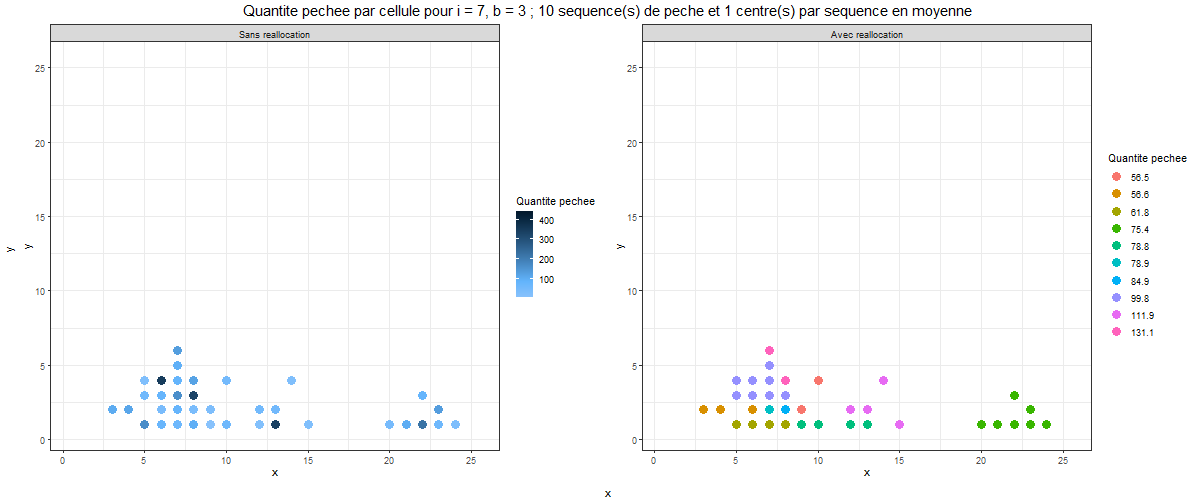 Quantite pechee par cellule pour i = 7, b = 3 ; 10 sequence(s) de peche et 1 centre(s) par sequence en moyenne
Sans reallocation
25
20
15
10
5
0
y
y
0 5 10 15 20 25
x
Quantite pechee
400
300
200
100
Avec reallocation
25
20
15
10
5
0
y
0 5 10 15 20 25
x
Quantite pechee
56.5
56.6
61.8
75.4
78.8
78.9
84.9
99.8
111.9
131.1
x